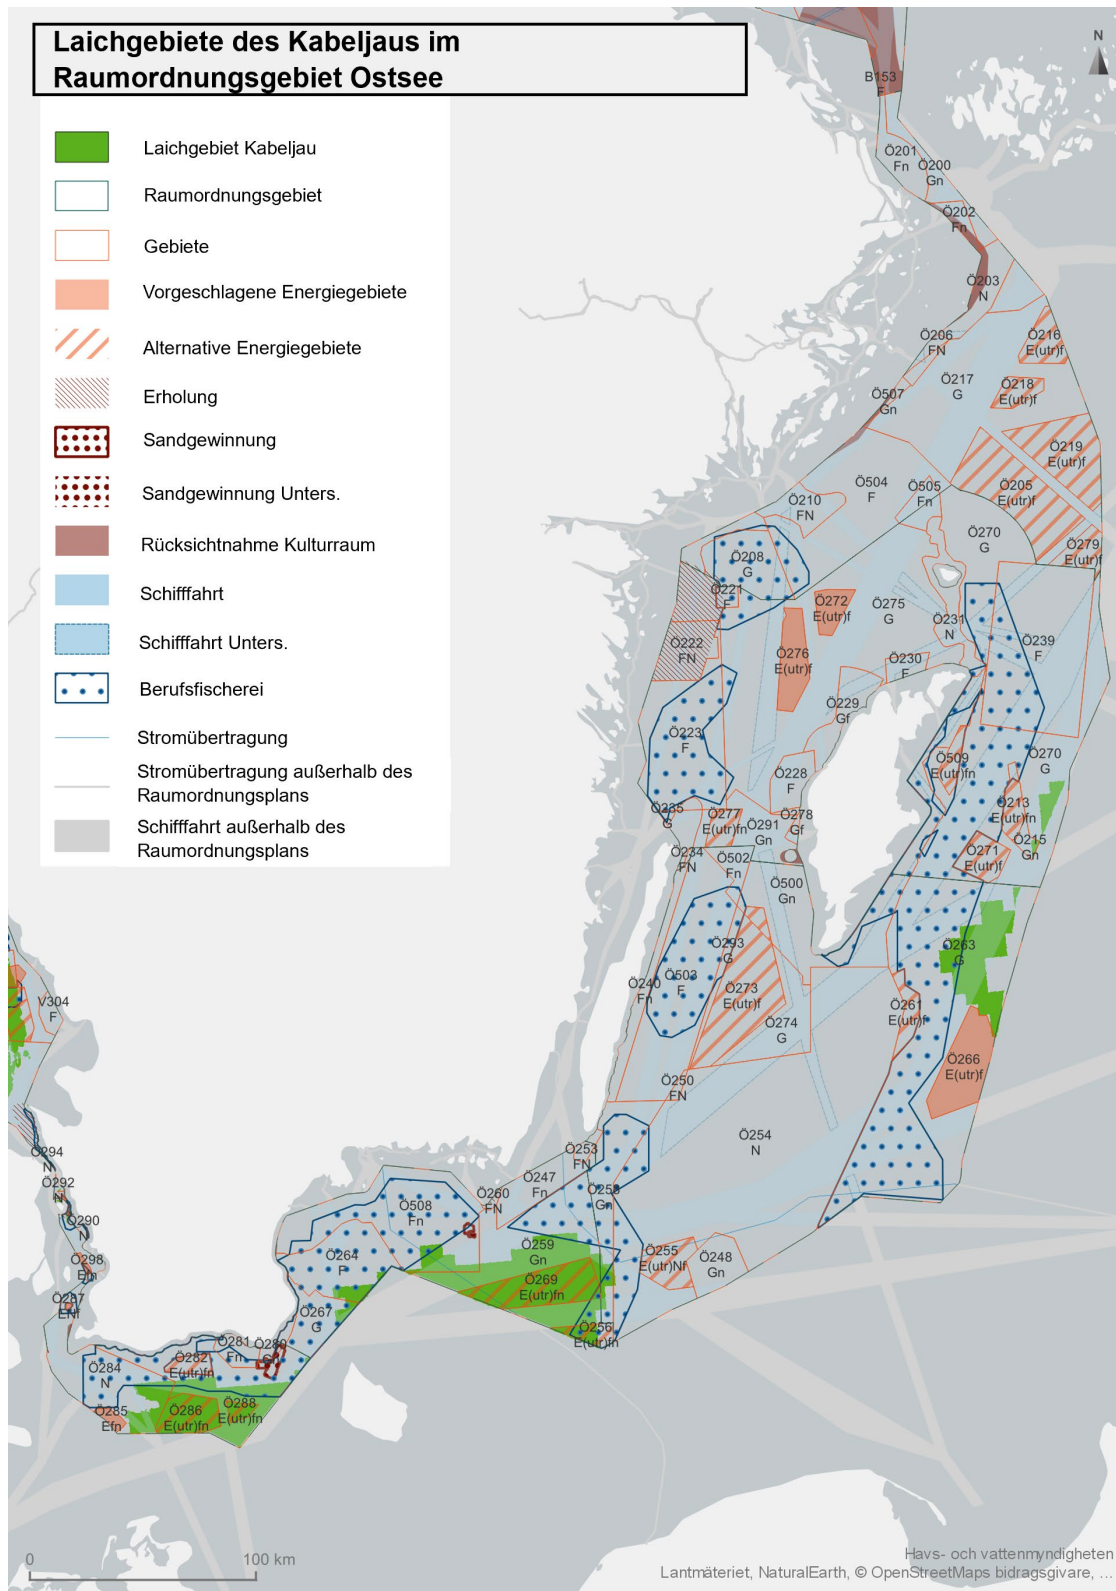 Laichgebiete des Kabeljaus im
Raumordnungsgebiet Ostsee
N
Laichgebiet Kabeljau
Raumordnungsgebiet
Gebiete
Vorgeschlagene Energiegebiete
Alternative Energiegebiete
Erholung
Sandgewinnung
Sandgewinnung Unters.
Rücksichtnahme Kulturraum
Schifffahrt
Schifffahrt Unters.
Berufsfischerei
Stromübertragung
Stromübertragung außerhalb des
Raumordnungsplans
Schifffahrt außerhalb des
Raumordnungsplans
B153
F
Ö201
Fn
Ö200
Gn
Ö202
Fn
Ö203
N
Ö206
FN
Ö216
E(utr)f
Ö217
G
Ö218
E(utr)f
Ö507
Gn
Ö219
E(utr)f
Ö504
F
Ö505
Fn
Ö205
E(utr)f
Ö210
FN
Ö270
G
Ö279
E(utr)f
Ö208
G
Ö221
F
Ö272
E(utr)f
Ö275
G
Ö231
N
Ö239
F
Ö222
FN
Ö276
E(utr)f
Ö230
F
Ö229
Gf
Ö223
F
Ö509
E(utr)fn
Ö270
G
Ö228
F
Ö213
E(utr)fn
Ö235
G
Ö277
E(utr)fn
Ö291
Gn
Ö278
Gf
Ö215
Gn
Ö271
E(utr)f
Ö234
FN
Ö502
Fn
Ö500
Gn
Ö293
G
Ö263
G
Ö503
F
Ö240
Fn
Ö273
E(utr)f
Ö274
G
Ö261
E(utr)f
Ö266
E(utr)f
Ö250
FN
Ö254
N
V304
F
Ö294
N
Ö292
N
Ö290
N
Ö298
Efn
Ö287
ENf
Ö253
FN
Ö247
Fn
Ö260
FN
Ö258
Gn
Ö508
Fn
Ö264
F
Ö259
Gn
Ö255
E(utr)Nf
Ö248
Gn
Ö269
E(utr)fn
Ö267
G
Ö256
E(utr)fn
Ö281
Fn
Ö280
Gn
Ö282
E(utr)fn
Ö284
N
Ö285
Efn
Ö286
E(utr)fn
Ö288
E(utr)fn
0
100 km
Havs- och vattenmyndigheten
Lantmäteriet, NaturalEarth, © OpenStreetMaps bidragsgivare, ...